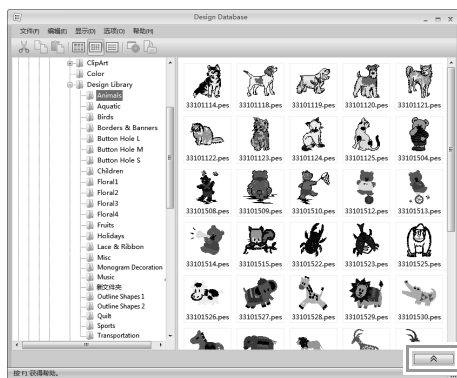 Design Database
文件(F) 编辑(E) 显示(D) 选项(O) 帮助(H)
ClipArt
Color
Design Library
Animals
Aquatic
Birds
Borders & Banners
Button Hole L
Button Hole M
Button Hole S
Children
Floral1
Floral2
Floral3
Floral4
Fruits
Holidays
Lace & Ribbon
Misc
Monogram Decoration
Music
新文件夹
Outline Shapes 1
Outline Shapes 2
Quilt
Sports
Transportation
33101114.pes 33101118.pes 33101119.pes 33101120.pes 33101121.pes
33101122.pes 33101123.pes 33101124.pes 33101125.pes 33101504.pes
33101508.pes 33101509.pes 33101510.pes 33101512.pes 33101513.pes
33101514.pes 33101515.pes 33101522.pes 33101523.pes 33101525.pes
33101526.pes 33101527.pes 33101528.pes 33101529.pes 33101530.pes
按 F1 获得帮助。